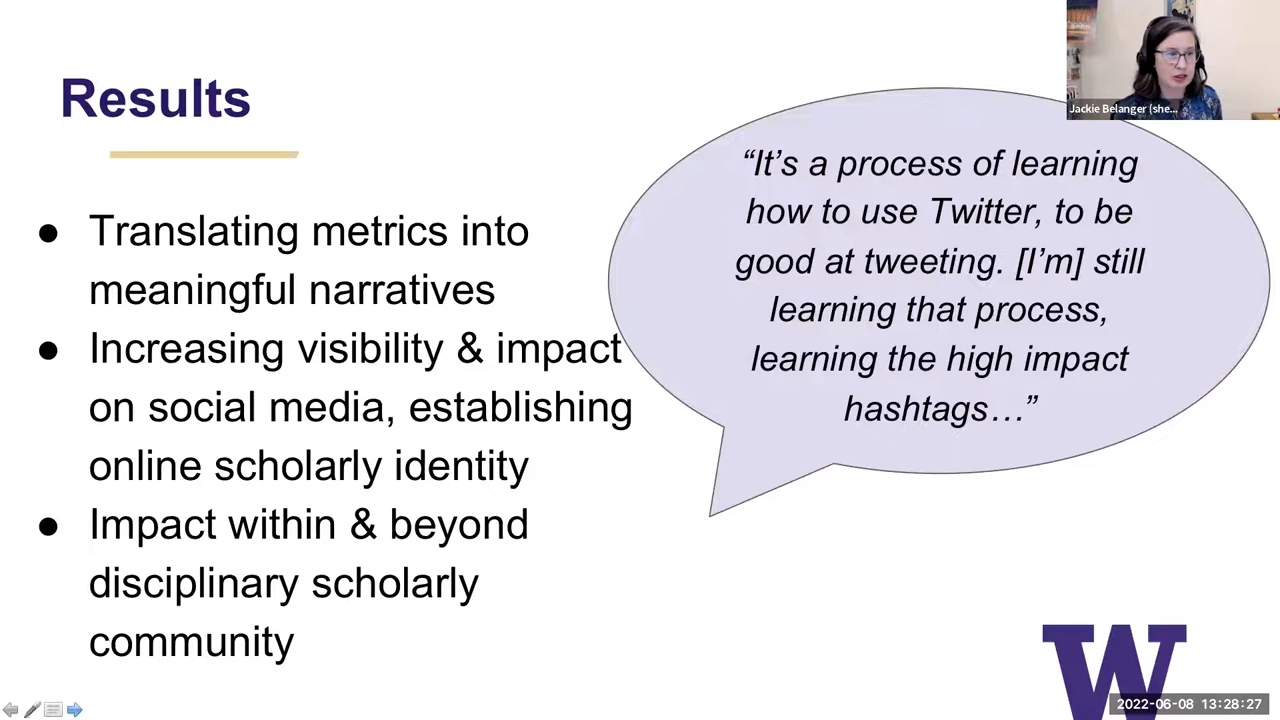 Results
● Translating metrics into
meaningful narratives
● Increasing visibility & impact
on social media, establishing
online scholarly identity
● Impact within & beyond
disciplinary scholarly
community
“It’s a process of learning
how to use Twitter, to be
good at tweeting. [I’m] still
learning that process,
learning the high impact
hashtags…”
Jackie Belanger (she...
W
2022-06-08 13:28:27